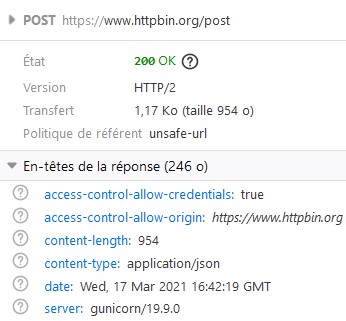 POST https://www.httpbin.org/post
État 200 OK
Version HTTP/2
Transfert 1,17 Ko (taille 954 o)
Politique de référent unsafe-url
En-têtes de la réponse (246 o)
access-control-allow-credentials: true
access-control-allow-origin: https://www.httpbin.org
content-length: 954
content-type: application/json
date: Wed, 17 Mar 2021 16:42:19 GMT
server: gunicorn/19.9.0